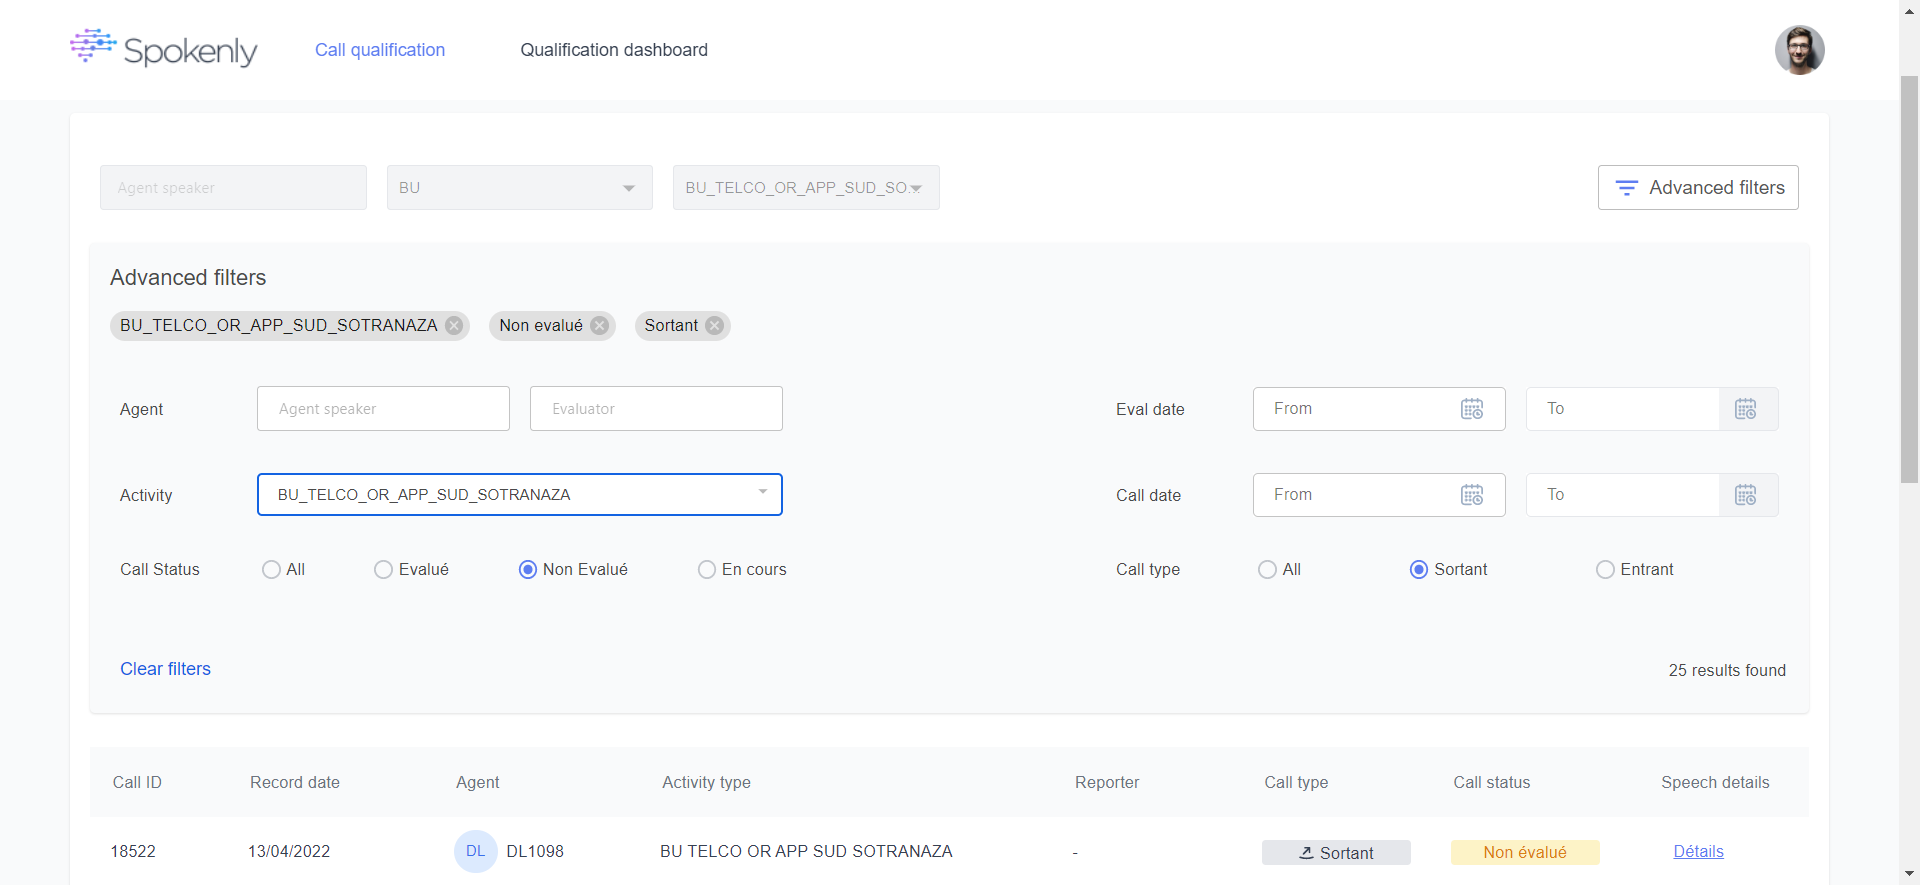 Spokenly Call qualification Qualification dashboard
Agent speaker BU BU_TELCO_OR_APP_SUD_SO... Advanced filters
Advanced filters
BU_TELCO_OR_APP_SUD_SOTRANAZA Non evalué Sortant
Agent Agent speaker Evaluator Eval date From To
Activity BU_TELCO_OR_APP_SUD_SOTRANAZA Call date From To
Call Status All Evalué Non Evalué En cours Call type All Sortant Entrant
Clear filters 25 results found
Call ID Record date Agent Activity type Reporter Call type Call status Speech details
18522 13/04/2022 DL DL1098 BU TELCO OR APP SUD SOTRANAZA - Sortant Non évalué Détails